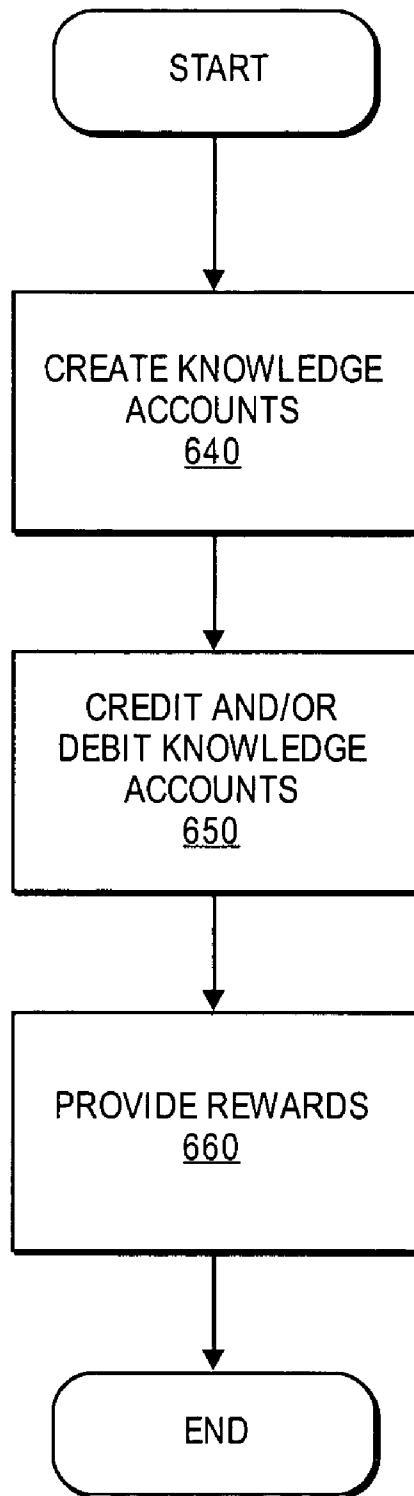 START
CREATE KNOWLEDGE
ACCOUNTS
640
CREDIT AND/OR
DEBIT KNOWLEDGE
ACCOUNTS
650
PROVIDE REWARDS
660
END